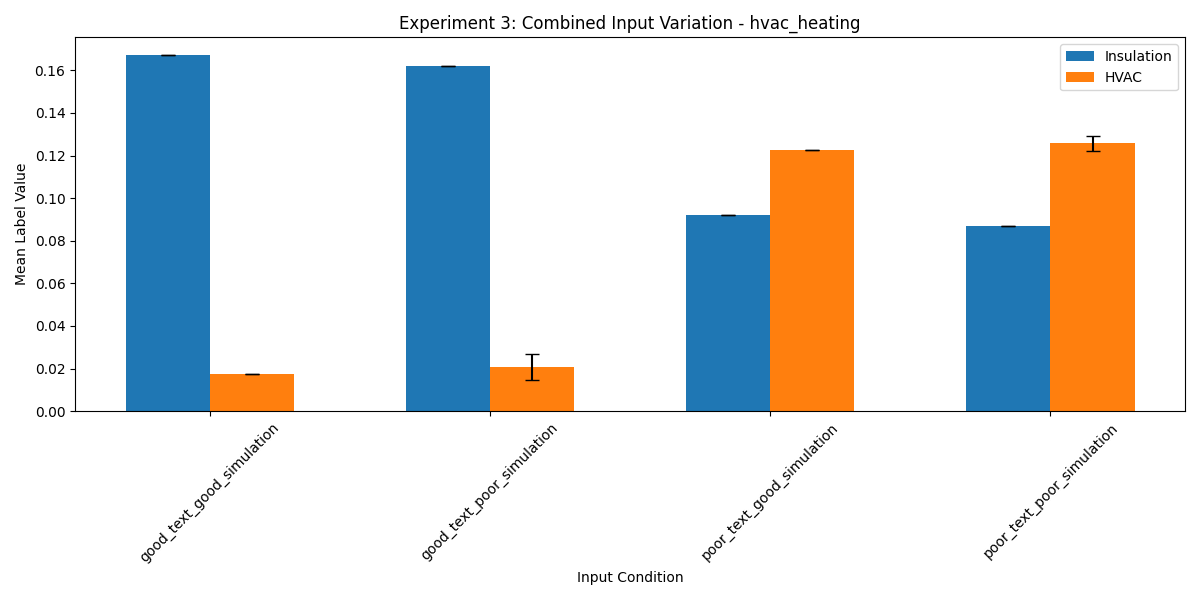 Experiment 3: Combined Input Variation - hvac_heating
Insulation
HVAC
Mean Label Value
0.16
0.14
0.12
0.10
0.08
0.06
0.04
0.02
0.00
good_text_good_simulation
good_text_poor_simulation
poor_text_good_simulation
poor_text_poor_simulation
Input Condition